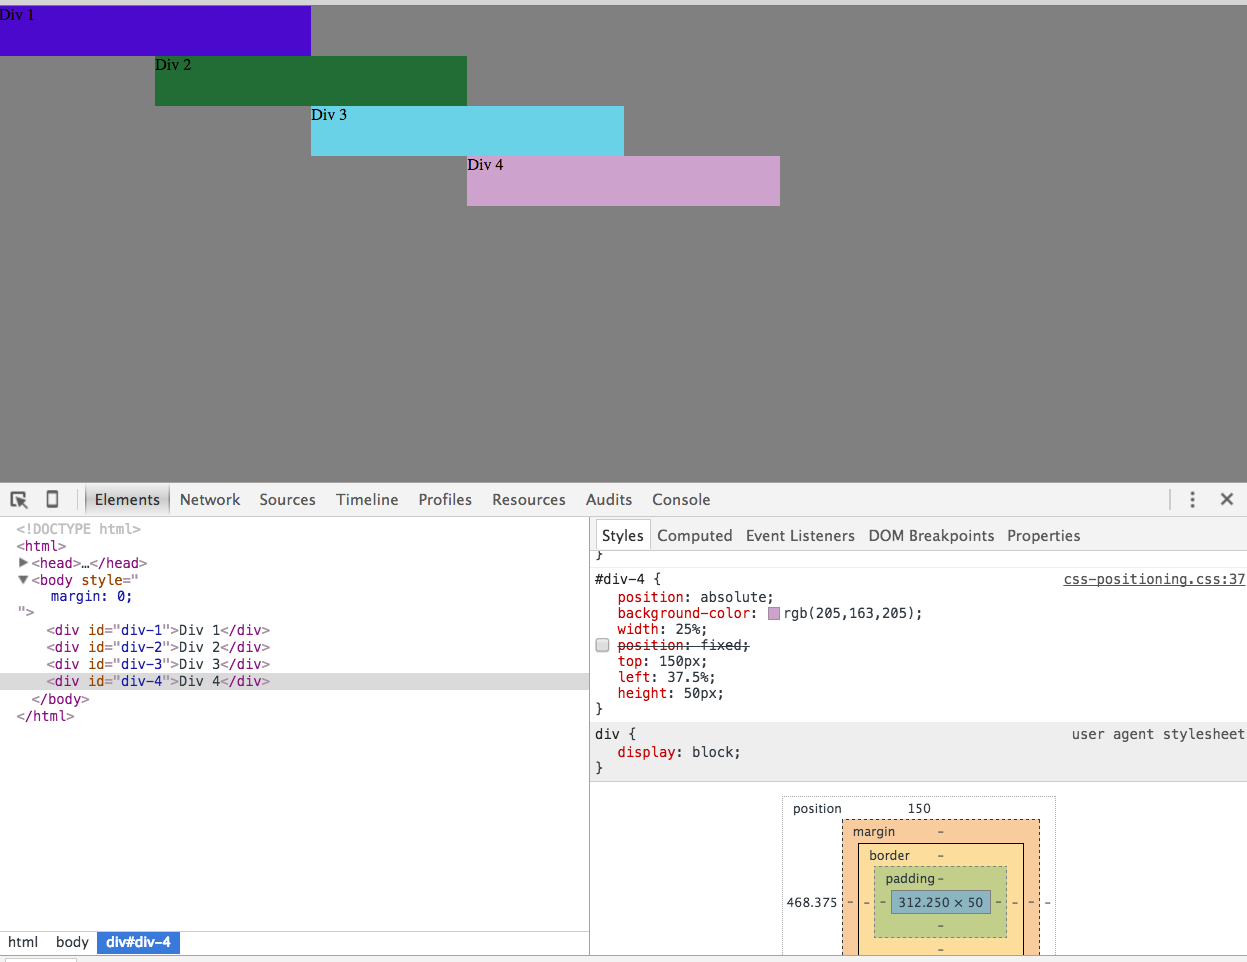 Div 1
Div 2
Div 3
Div 4
Elements Network Sources Timeline Profiles Resources Audits Console
<!DOCTYPE html>
<html>
<head>…</head>
<body style="
margin: 0;
">
<div id="div-1">Div 1</div>
<div id="div-2">Div 2</div>
<div id="div-3">Div 3</div>
<div id="div-4">Div 4</div>
</body>
</html>
html body div#div-4
Styles Computed Event Listeners DOM Breakpoints Properties
}
#div-4 { css-positioning.css:37
position: absolute;
background-color: rgb(205,163,205);
width: 25%;
position: fixed;
top: 150px;
left: 37.5%;
height: 50px;
}
div { user agent stylesheet
display: block;
}
position 150
margin -
border -
padding -
468.375 - - - 312.250 × 50 - - - -
-
-